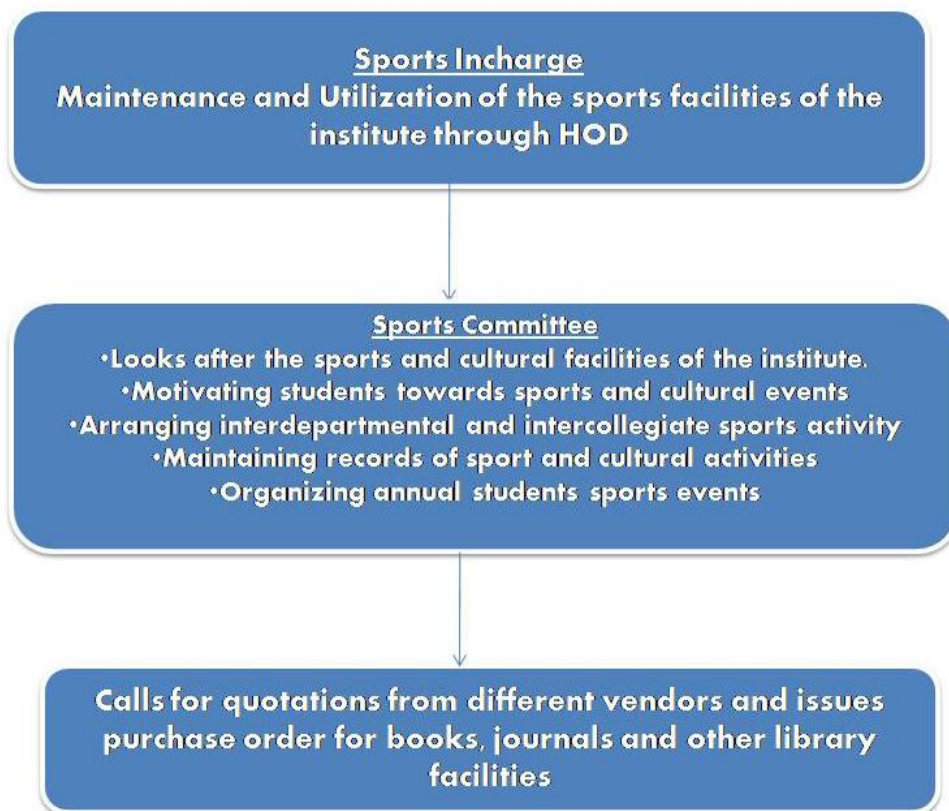 Sports Incharge
Maintenance and Utilization of the sports facilities of the
institute through HOD
Sports Committee
•Looks after the sports and cultural facilities of the institute.
•Motivating students towards sports and cultural events
•Arranging interdepartmental and intercollegiate sports activity
•Maintaining records of sport and cultural activities
•Organizing annual students sports events
Calls for quotations from different vendors and issues
purchase order for books, journals and other library
facilities